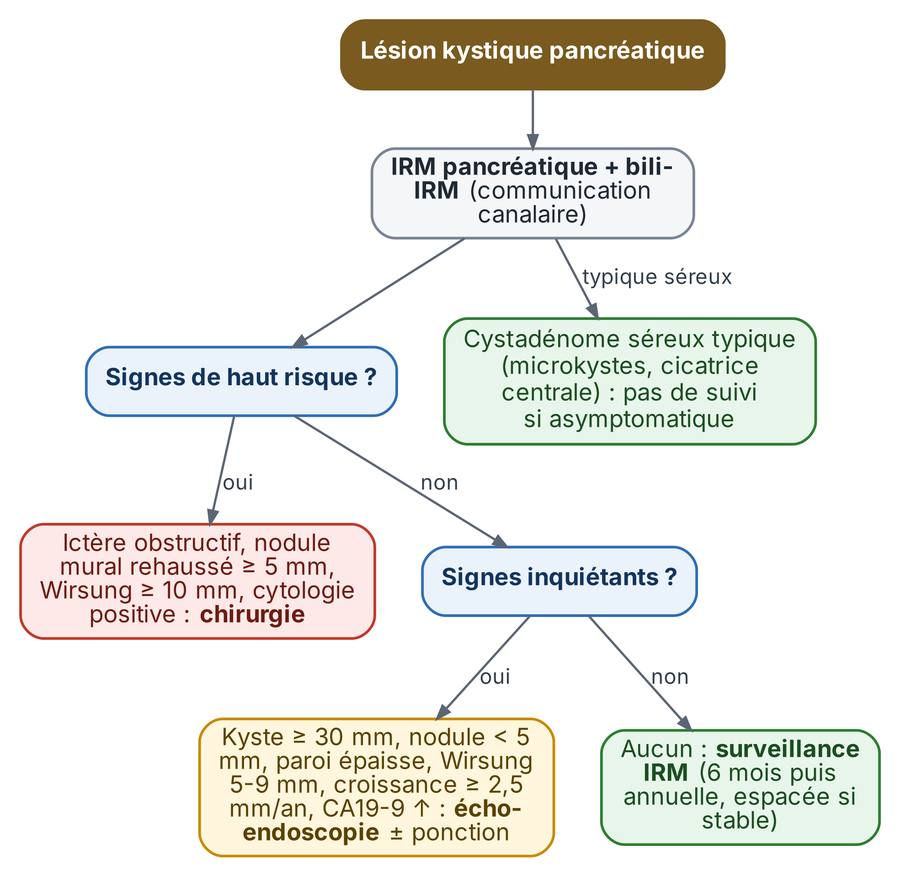 Lésion kystique pancréatique
IRM pancréatique + bili-
IRM (communication
canalaire)
typique séreux
Cystadénome séreux typique
(microkystes, cicatrice
centrale) : pas de suivi
si asymptomatique
Signes de haut risque ?
oui
non
Ictère obstructif, nodule
mural rehaussé ≥ 5 mm,
Wirsung ≥ 10 mm, cytologie
positive : chirurgie
Signes inquiétants ?
oui
non
Kyste ≥ 30 mm, nodule < 5
mm, paroi épaisse, Wirsung
5-9 mm, croissance ≥ 2,5
mm/an, CA19-9 ↑ : écho-
endoscopie ± ponction
Aucun : surveillance
IRM (6 mois puis
annuelle, espacée si
stable)